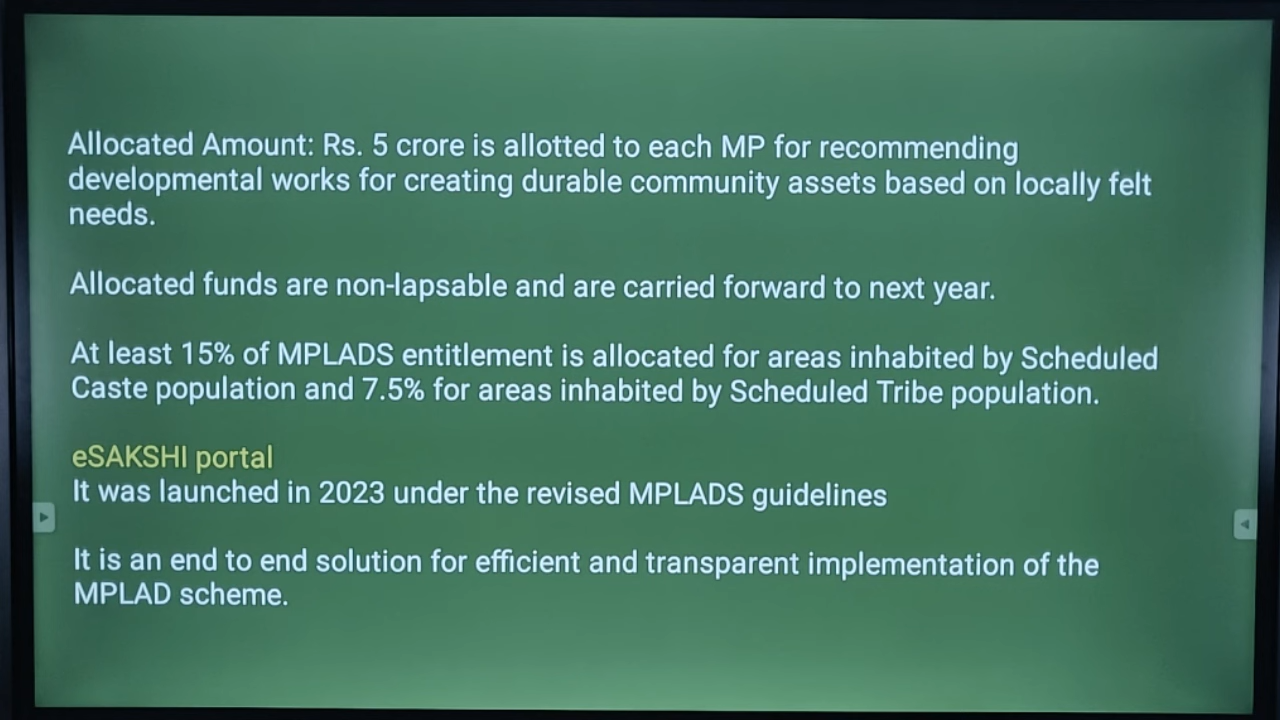 Allocated Amount: Rs. 5 crore is allotted to each MP for recommending
developmental works for creating durable community assets based on locally felt
needs.
Allocated funds are non-lapsable and are carried forward to next year.
At least 15% of MPLADS entitlement is allocated for areas inhabited by Scheduled
Caste population and 7.5% for areas inhabited by Scheduled Tribe population.
eSAKSHI portal
It was launched in 2023 under the revised MPLADS guidelines
It is an end to end solution for efficient and transparent implementation of the
MPLAD scheme.